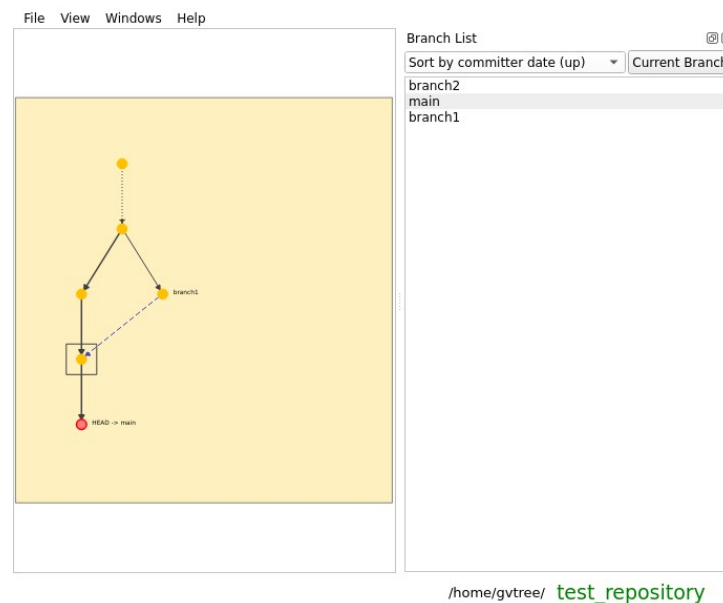 File View Windows Help
Branch List
Sort by committer date (up) Current Branch
branch2
main
branch1
branch1
HEAD -> main
/home/gvtree/ test_repository